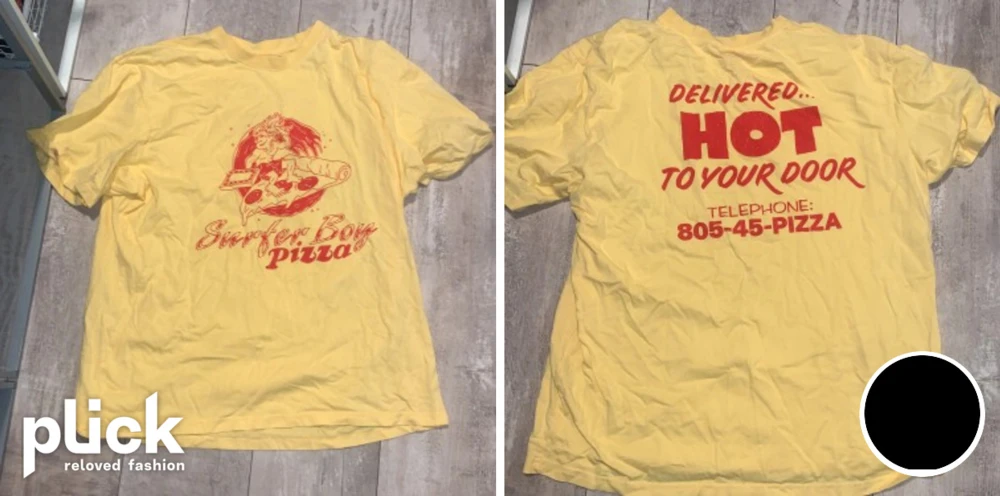 Surfer Boy
Pizza
plick
reloved fashion
DELIVERED...
HOT
TO YOUR DOOR
TELEPHONE:
805-45-PIZZA